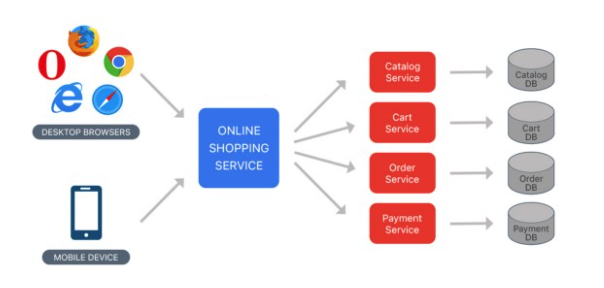 DESKTOP BROWSERS
MOBILE DEVICE
ONLINE
SHOPPING
SERVICE
Catalog
Service
Cart
Service
Order
Service
Payment
Service
Catalog
DB
Cart
DB
Order
DB
Payment
DB